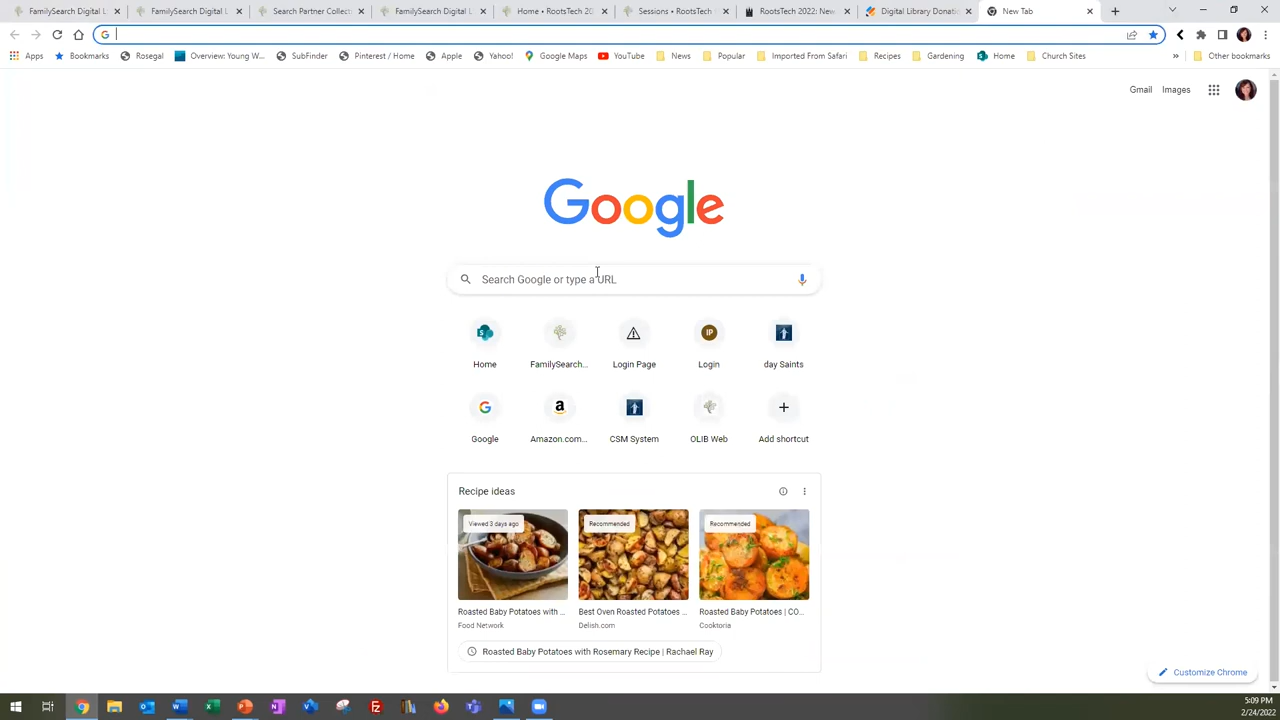 FamilySearch Digital L
FamilySearch Digital L
Search Partner Collecti
FamilySearch Digital L
Home • RootsTech 20
Sessions • RootsTech
RootsTech 2022: New
Digital Library Donatio
New Tab
Apps
Bookmarks
Rosegal
Overview: Young W...
SubFinder
Pinterest / Home
Apple
Yahoo!
Google Maps
YouTube
News
Popular
Imported From Safari
Recipes
Gardening
Home
Church Sites
»
Other bookmarks
Gmail
Images
Google
Search Google or type a URL
Home
FamilySearch...
Login Page
IP
Login
day Saints
Google
Amazon.com...
CSM System
OLIB Web
Add shortcut
Recipe ideas
Viewed 3 days ago
Recommended
Recommended
Roasted Baby Potatoes with ...
Best Oven Roasted Potatoes ...
Roasted Baby Potatoes | CO...
Food Network
Delish.com
Cooktoria
Roasted Baby Potatoes with Rosemary Recipe | Rachael Ray
Customize Chrome
5:09 PM
2/24/2022